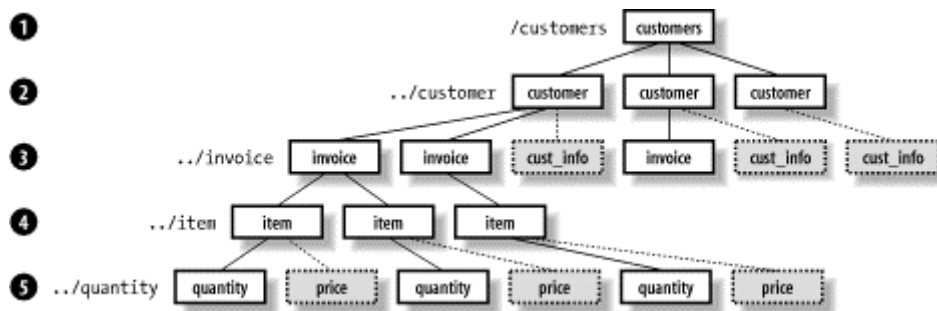 1 /customers customers
2 ../customer customer customer customer
3 ../invoice invoice invoice cust_info invoice cust_info cust_info
4 ../item item item item
5 ../quantity quantity price quantity price quantity price